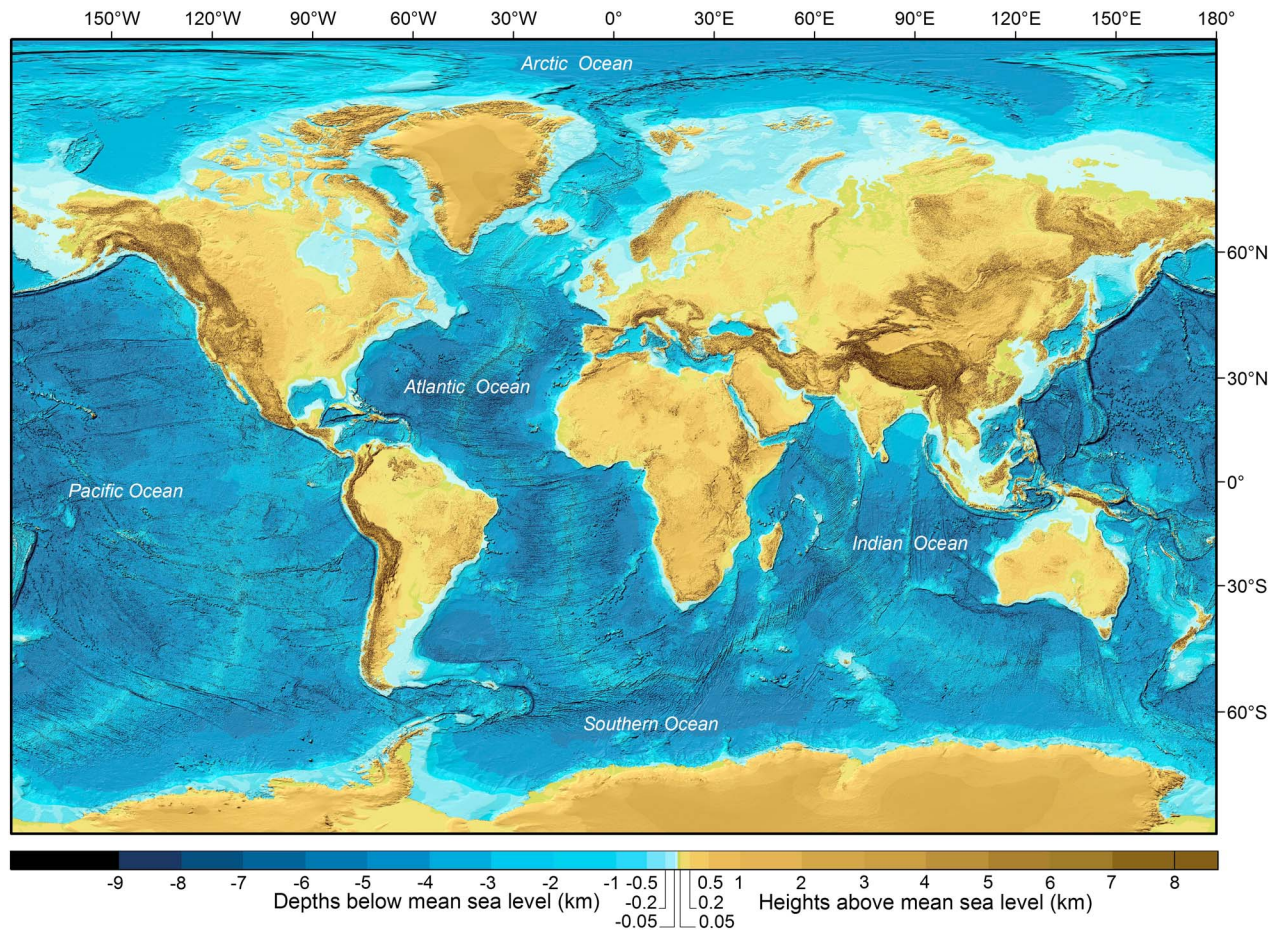 150°W 120°W 90°W 60°W 30°W 0° 30°E 60°E 90°E 120°E 150°E 180°
Arctic Ocean
60°N
Atlantic Ocean
30°N
Pacific Ocean
0°
Indian Ocean
30°S
Southern Ocean
60°S
-9 -8 -7 -6 -5 -4 -3 -2 -1 -0.5 0.5 1 2 3 4 5 6 7 8
Depths below mean sea level (km) -0.2 0.2 Heights above mean sea level (km)
-0.05 0.05